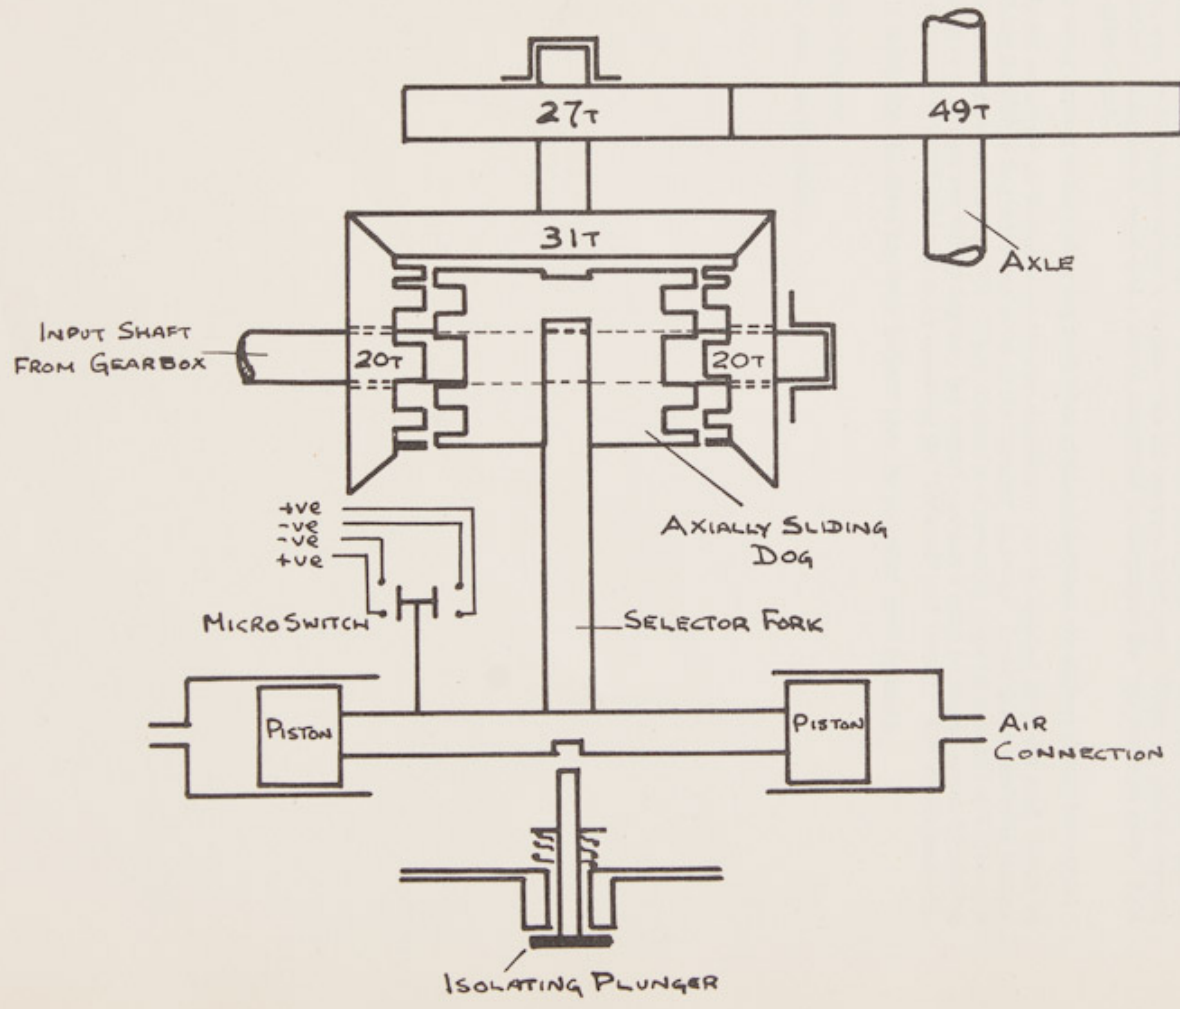 27T
49T
31T
AXLE
INPUT SHAFT
FROM GEARBOX
20T
20T
+ve
-ve
-ve
+ve
AXIALLY SLIDING
DOG
MICROSWITCH
SELECTOR FORK
PISTON
PISTON
AIR
CONNECTION
ISOLATING PLUNGER